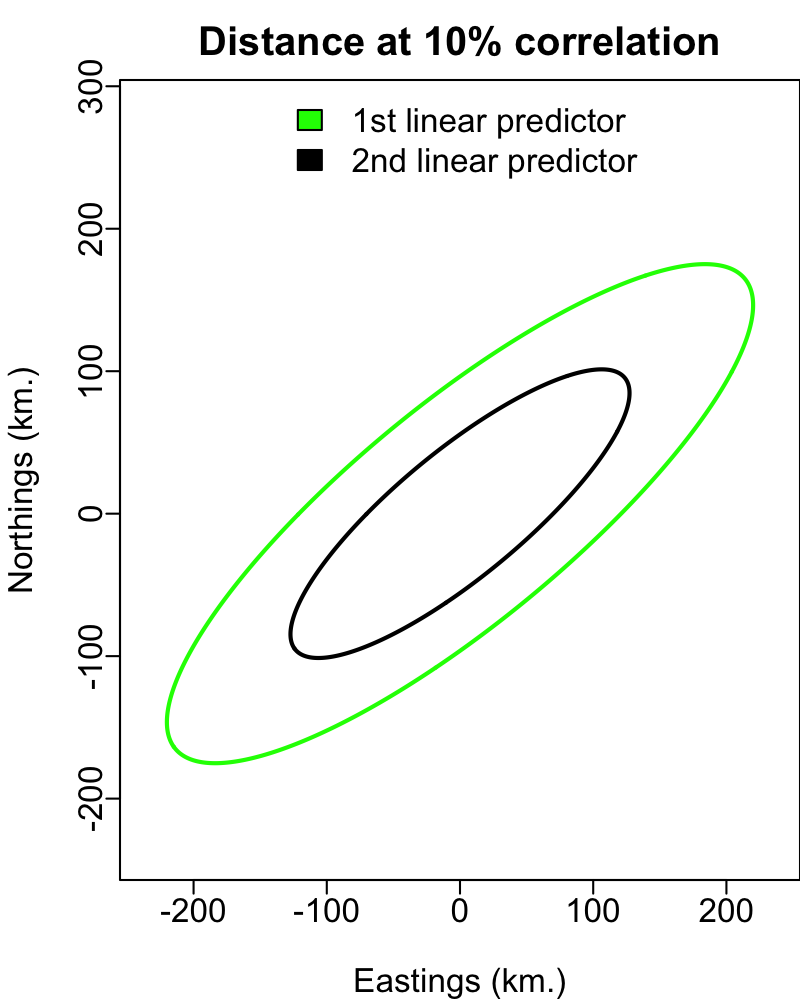 Distance at 10% correlation
1st linear predictor
2nd linear predictor
300
200
100
0
-100
-200
Northings (km.)
-200 -100 0 100 200
Eastings (km.)